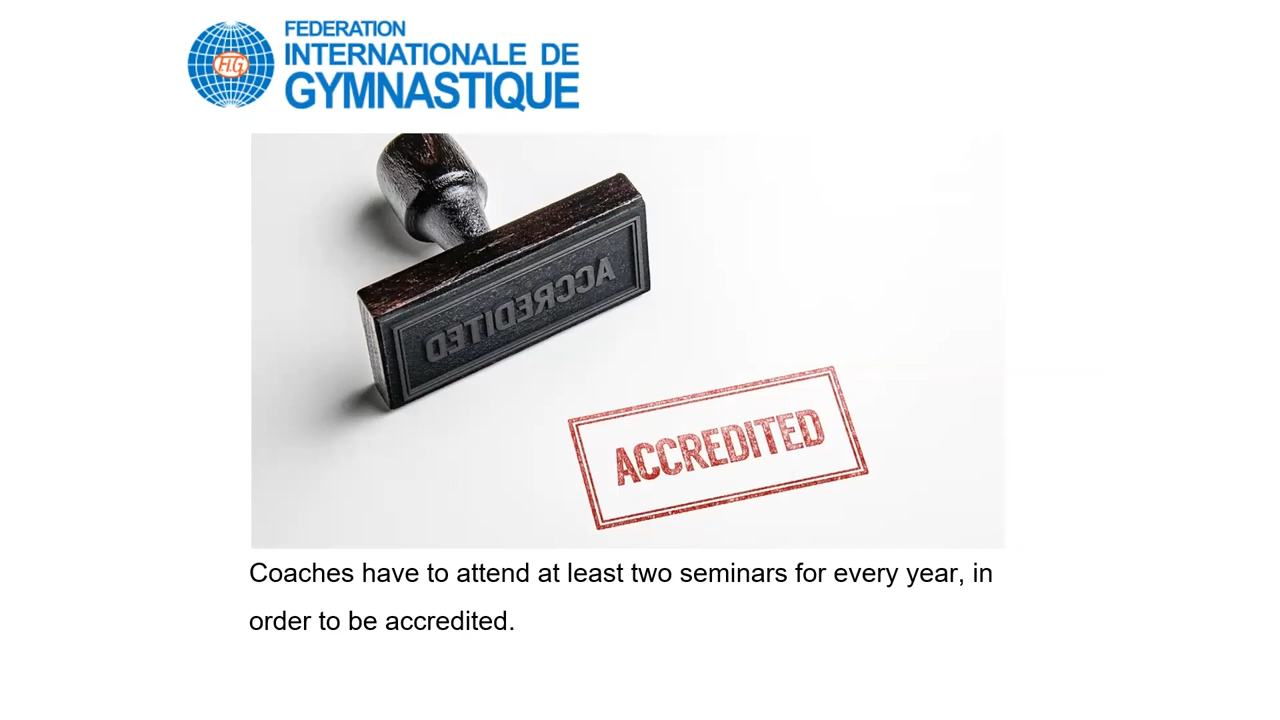 FEDERATION
INTERNATIONALE DE
GYMNASTIQUE
F.I.G
ACCREDITED
ACCREDITED
Coaches have to attend at least two seminars for every year, in
order to be accredited.